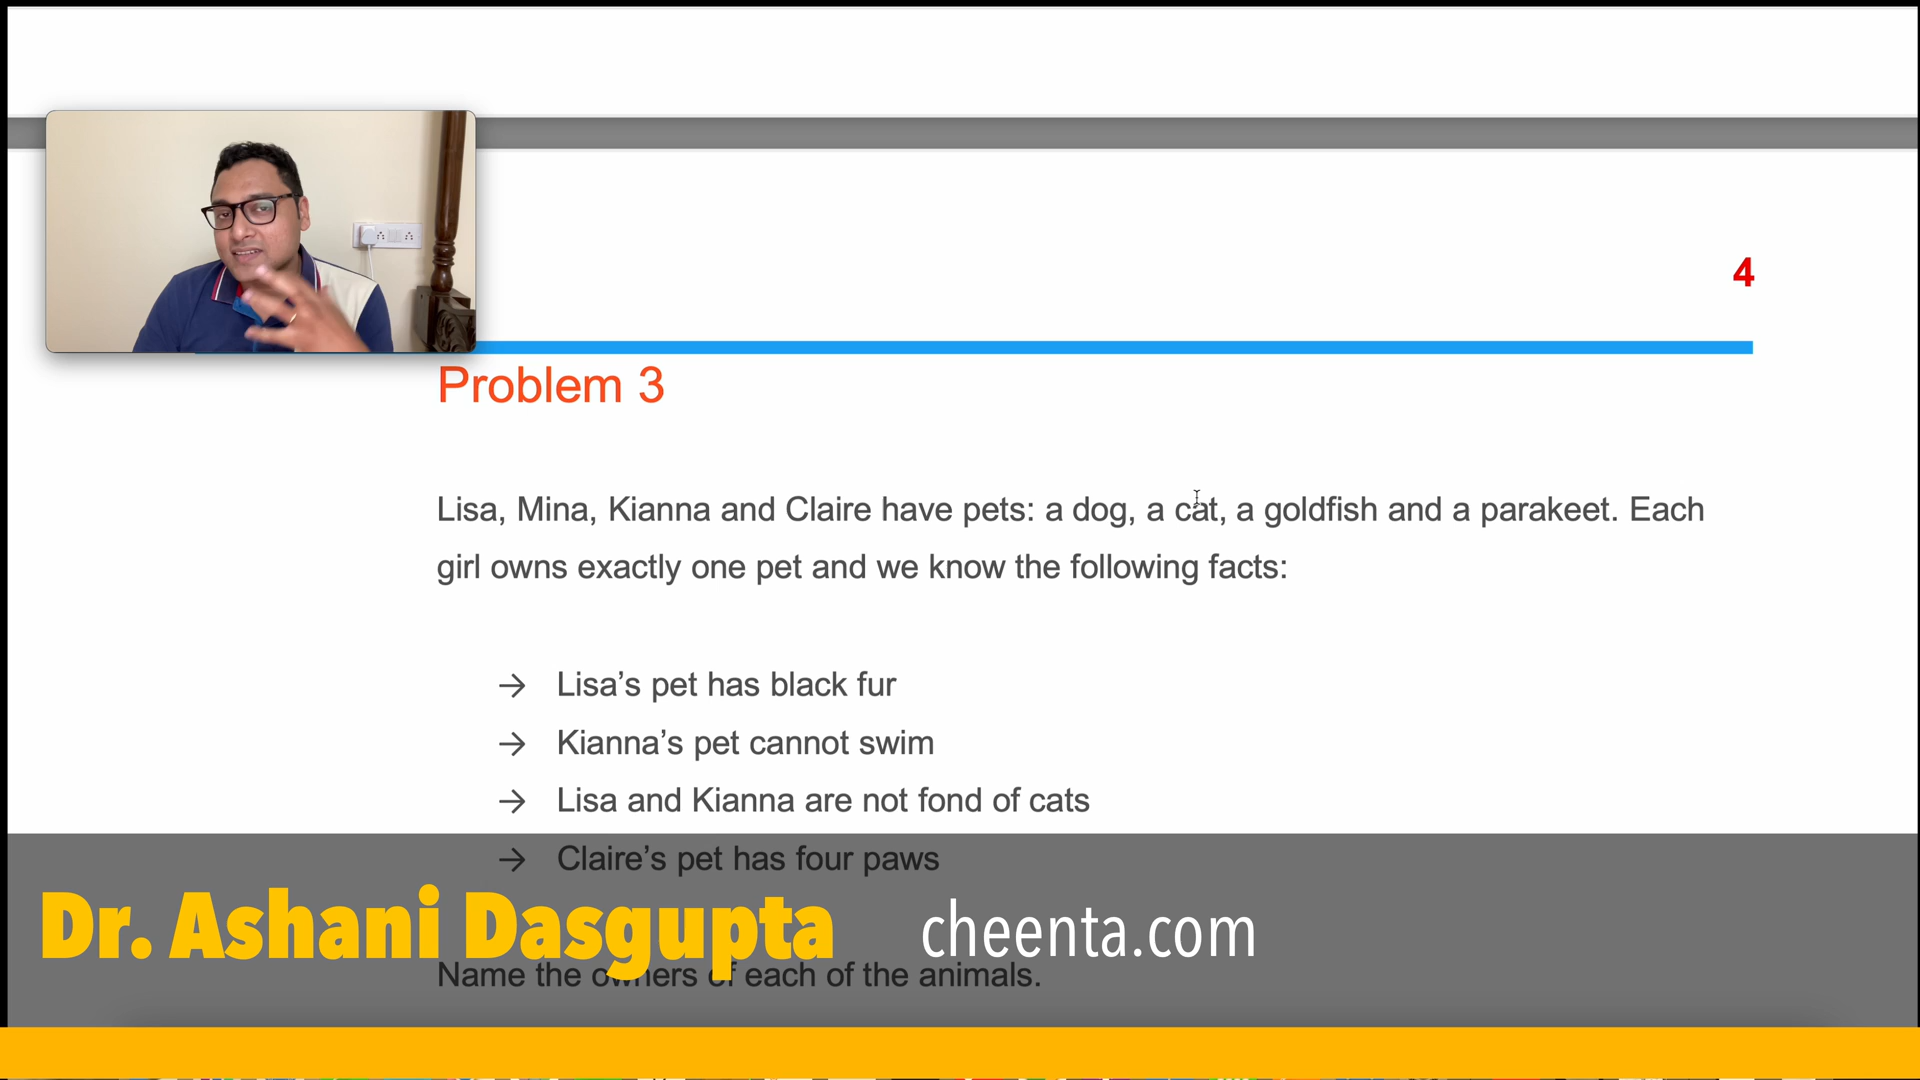 4
Problem 3
Lisa, Mina, Kianna and Claire have pets: a dog, a cat, a goldfish and a parakeet. Each
girl owns exactly one pet and we know the following facts:
→ Lisa’s pet has black fur
→ Kianna’s pet cannot swim
→ Lisa and Kianna are not fond of cats
→ Claire’s pet has four paws
Dr. Ashani Dasgupta cheenta.com
Name the owners of each of the animals.